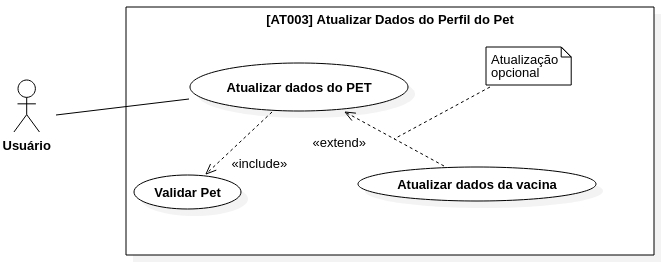 [AT003] Atualizar Dados do Perfil do Pet
Atualização
opcional
Atualizar dados do PET
Usuário
«extend»
«include»
Validar Pet
Atualizar dados da vacina